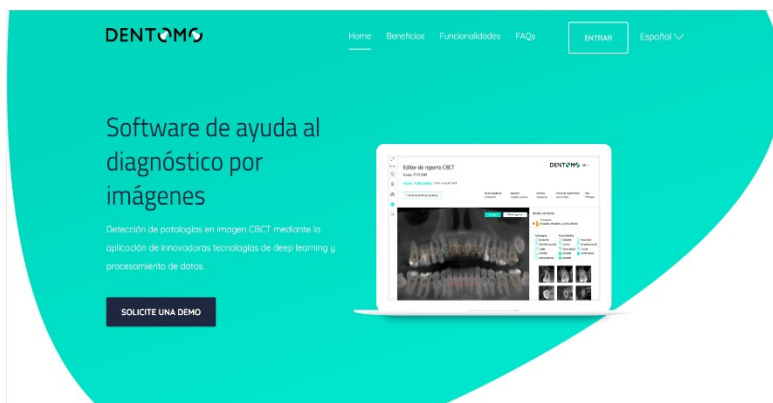 DENTOMO
Home Beneficios Funcionalidades FAQs ENTRAR Español
Software de ayuda al
diagnóstico por
imágenes
Detección de patologías en imagen CBCT mediante la
aplicación de innovadoras tecnologías de deep learning y
procesamiento de datos.
SOLICITE UNA DEMO
Editor de reporte CBCT
DENTOMO